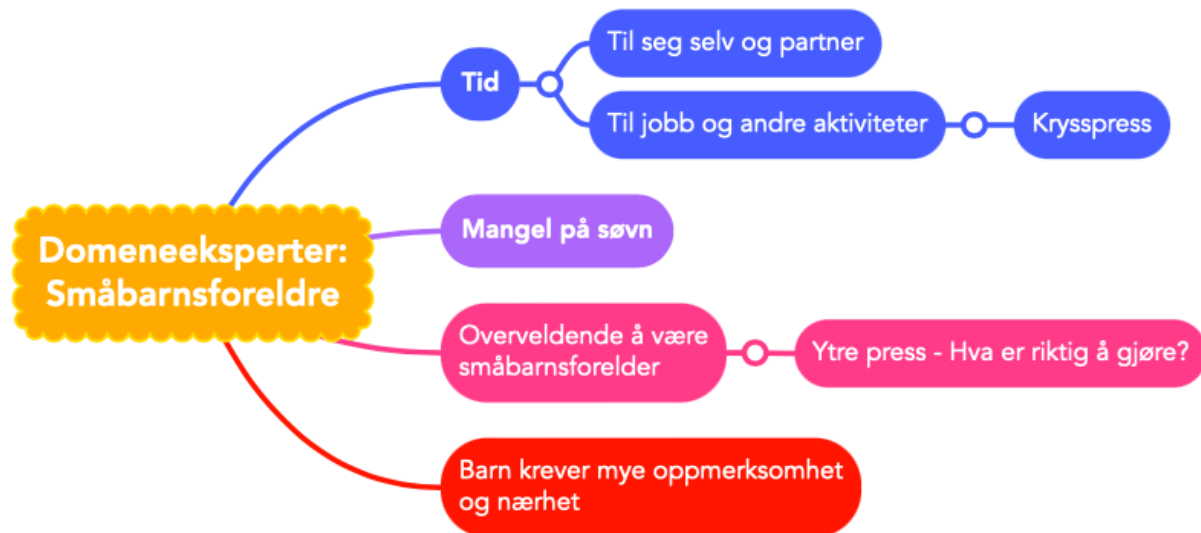 Domeneeksperter:
Småbarnsforeldre
Tid
Til seg selv og partner
Til jobb og andre aktiviteter
Krysspress
Mangel på søvn
Overveldende å være
småbarnsforelder
Ytre press - Hva er riktig å gjøre?
Barn krever mye oppmerksomhet
og nærhet